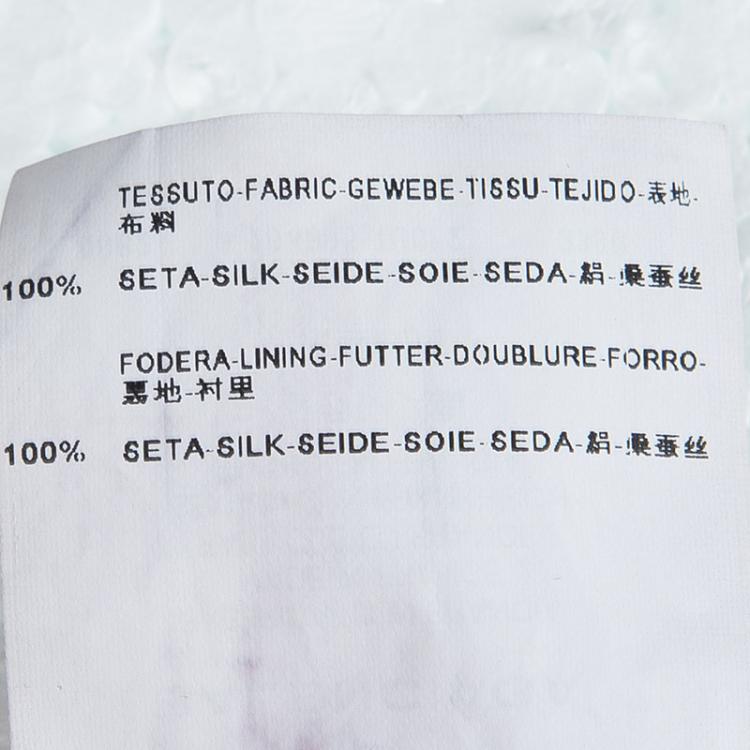 TESSUTO-FABRIC-GEWEBE-TISSU-TEJIDO-表地-
布料
100% SETA-SILK-SEIDE-SOIE-SEDA-絹-桑蚕丝
FODERA-LINING-FUTTER-DOUBLURE-FORRO-
裏地-衬里
100% SETA-SILK-SEIDE-SOIE-SEDA-絹-桑蚕丝